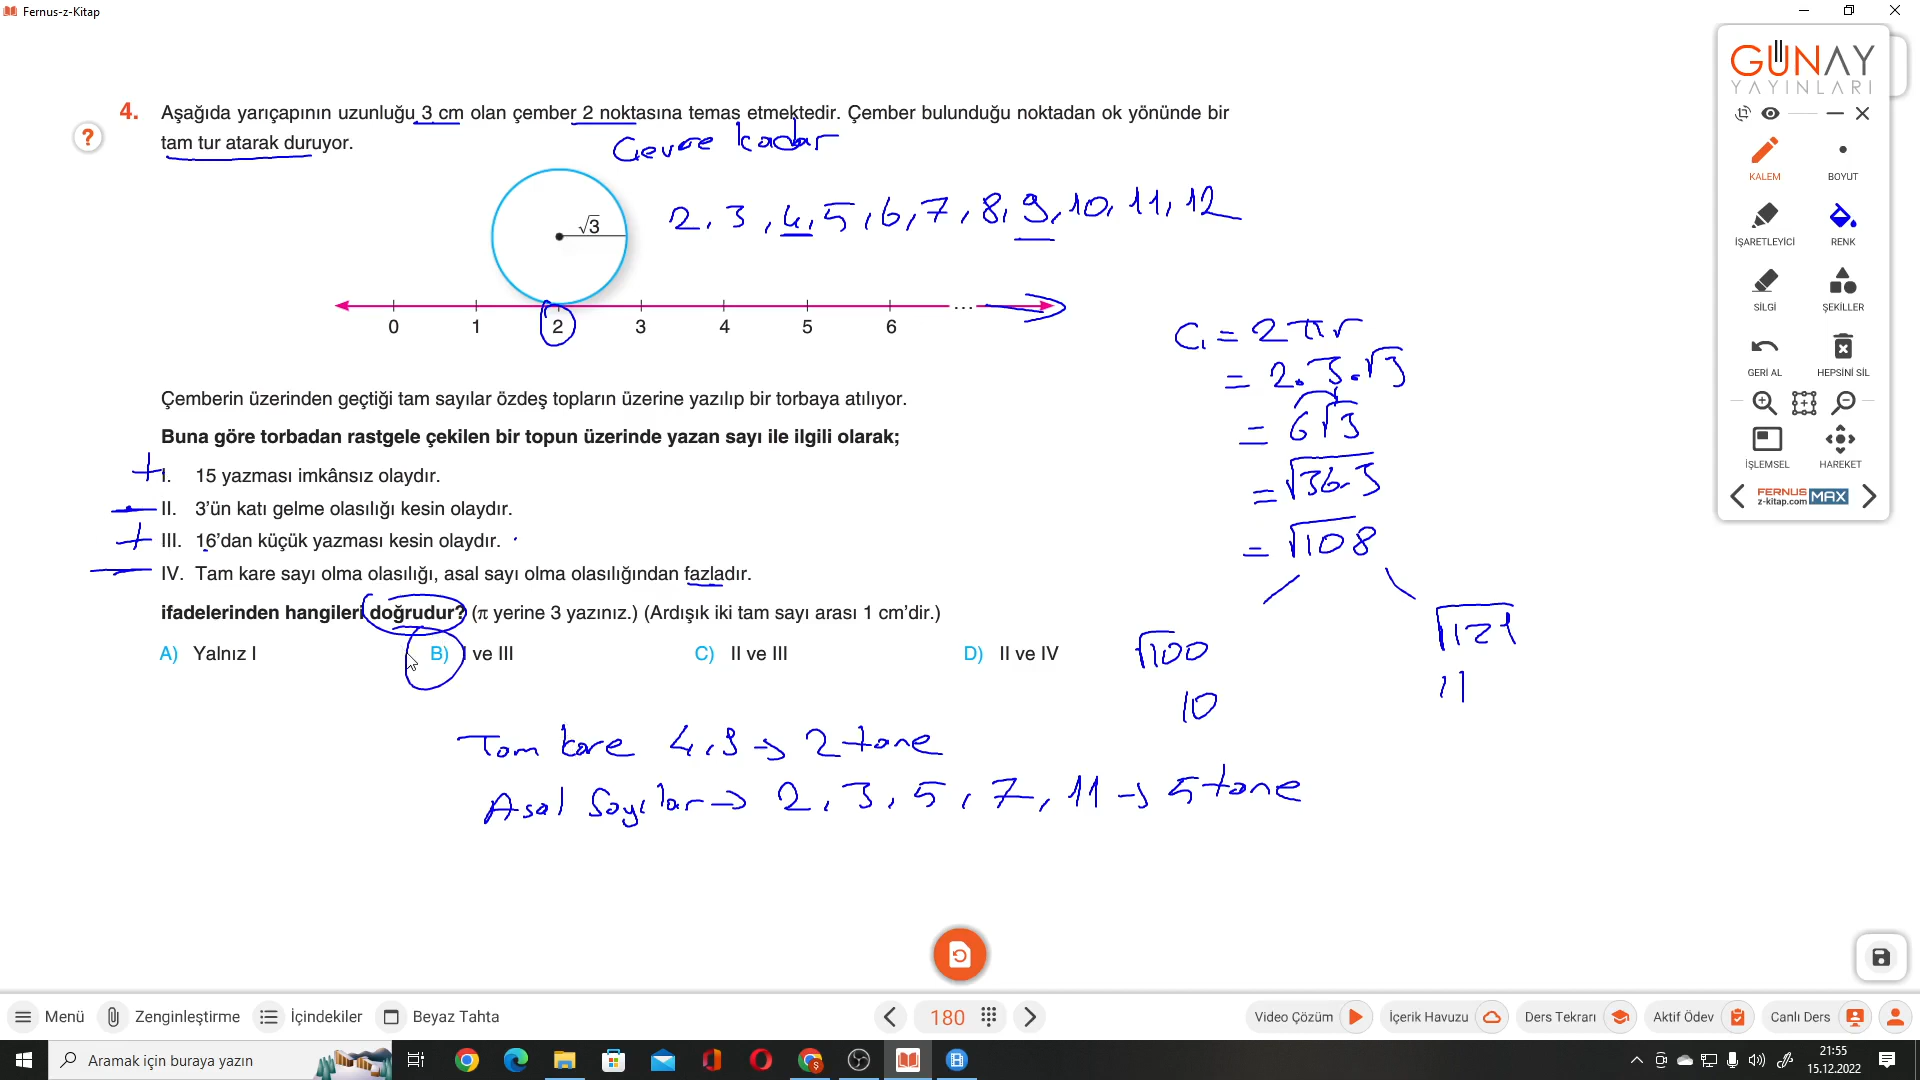 Fernus-z-Kitap
GÜNAY
YAYINLARI
4. Aşağıda yarıçapının uzunluğu 3 cm olan çember 2 noktasına temas etmektedir. Çember bulunduğu noktadan ok yönünde bir
tam tur atarak duruyor.
Çevre kadar
2, 3, 4, 5, 6, 7, 8, 9, 10, 11, 12
√3
0 1 2 3 4 5 6 ...
Ç = 2πr
= 2.3.√3
= 6√3
= √36.3
= √108
√100 √121
10 11
Çemberin üzerinden geçtiği tam sayılar özdeş topların üzerine yazılıp bir torbaya atılıyor.
Buna göre torbadan rastgele çekilen bir topun üzerinde yazan sayı ile ilgili olarak;
+ I. 15 yazması imkânsız olaydır.
— II. 3’ün katı gelme olasılığı kesin olaydır.
+ III. 16’dan küçük yazması kesin olaydır.
— IV. Tam kare sayı olma olasılığı, asal sayı olma olasılığından fazladır.
ifadelerinden hangileri doğrudur? (π yerine 3 yazınız.) (Ardışık iki tam sayı arası 1 cm’dir.)
A) Yalnız I B) I ve III C) II ve III D) II ve IV
Tam kare 4, 9 → 2 tane
Asal Sayılar → 2, 3, 5, 7, 11 → 5 tane
KALEM BOYUT
İŞARETLEYİCİ RENK
SİLGİ ŞEKİLLER
GERİ AL HEPSİNİ SİL
İŞLEMSEL HAREKET
FERNUS z-kitap.com MAX
Menü Zenginleştirme İçindekiler Beyaz Tahta 180 Video Çözüm İçerik Havuzu Ders Tekrarı Aktif Ödev Canlı Ders
Aramak için buraya yazın
21:55
15.12.2022